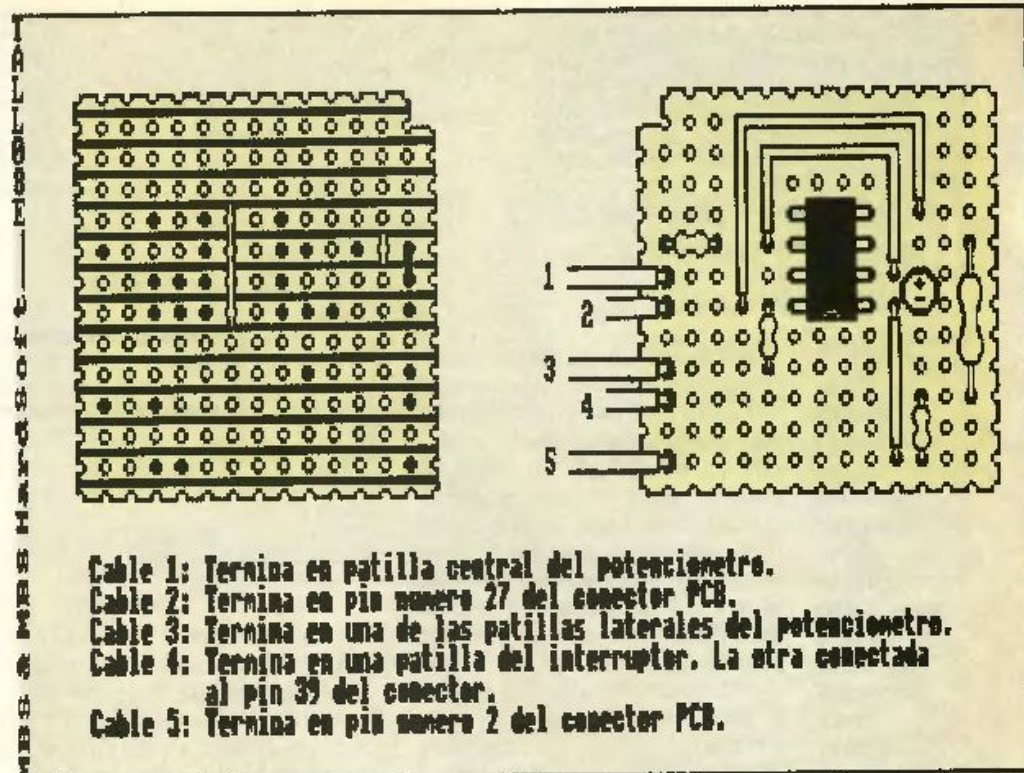 1
2
3
4
5
Cable 1: Termina en patilla central del potenciometro.
Cable 2: Termina en pin numero 27 del conector PCB.
Cable 3: Termina en una de las patillas laterales del potenciometro.
Cable 4: Termina en una patilla del interruptor. La otra conectada
al pin 39 del conector.
Cable 5: Termina en pin numero 2 del conector PCB.
MBS & MBS Hardsoft